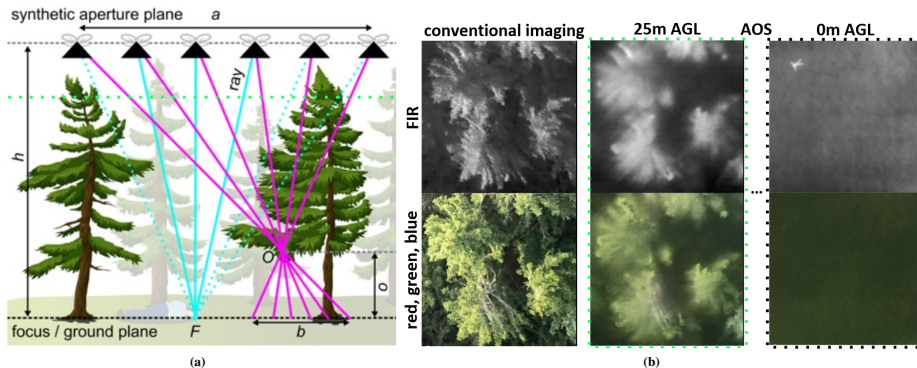 synthetic aperture plane
a
h
ray
O
o
focus / ground plane
F
b
(a)
conventional imaging
25m AGL
AOS
0m AGL
FIR
...
red, green, blue
(b)